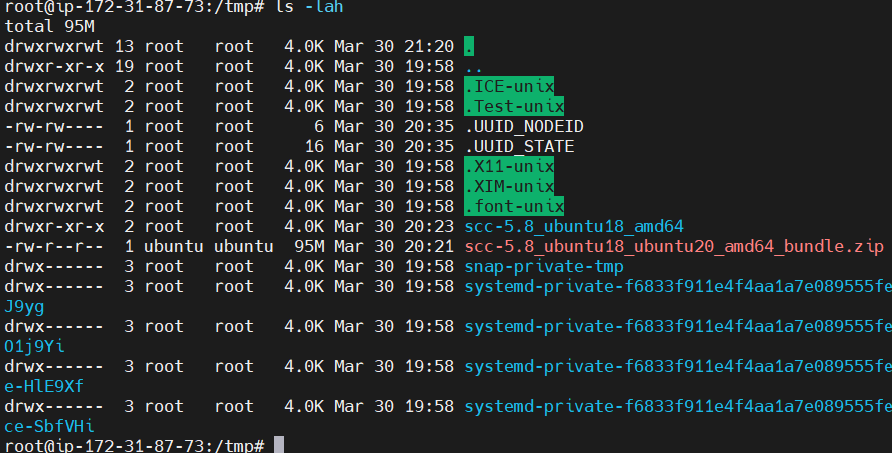 root@ip-172-31-87-73:/tmp# ls -lah
total 95M
drwxrwxrwt 13 root   root   4.0K Mar 30 21:20 .
drwxr-xr-x 19 root   root   4.0K Mar 30 19:58 ..
drwxrwxrwt  2 root   root   4.0K Mar 30 19:58 .ICE-unix
drwxrwxrwt  2 root   root   4.0K Mar 30 19:58 .Test-unix
-rw-rw----  1 root   root      6 Mar 30 20:35 .UUID_NODEID
-rw-rw----  1 root   root     16 Mar 30 20:35 .UUID_STATE
drwxrwxrwt  2 root   root   4.0K Mar 30 19:58 .X11-unix
drwxrwxrwt  2 root   root   4.0K Mar 30 19:58 .XIM-unix
drwxrwxrwt  2 root   root   4.0K Mar 30 19:58 .font-unix
drwxr-xr-x  2 root   root   4.0K Mar 30 20:23 scc-5.8_ubuntu18_amd64
-rw-r--r--  1 ubuntu ubuntu  95M Mar 30 20:21 scc-5.8_ubuntu18_ubuntu20_amd64_bundle.zip
drwx------  3 root   root   4.0K Mar 30 19:58 snap-private-tmp
drwx------  3 root   root   4.0K Mar 30 19:58 systemd-private-f6833f911e4f4aa1a7e089555fe
J9yg
drwx------  3 root   root   4.0K Mar 30 19:58 systemd-private-f6833f911e4f4aa1a7e089555fe
O1j9Yi
drwx------  3 root   root   4.0K Mar 30 19:58 systemd-private-f6833f911e4f4aa1a7e089555fe
e-HlE9Xf
drwx------  3 root   root   4.0K Mar 30 19:58 systemd-private-f6833f911e4f4aa1a7e089555fe
ce-SbfVHi
root@ip-172-31-87-73:/tmp#